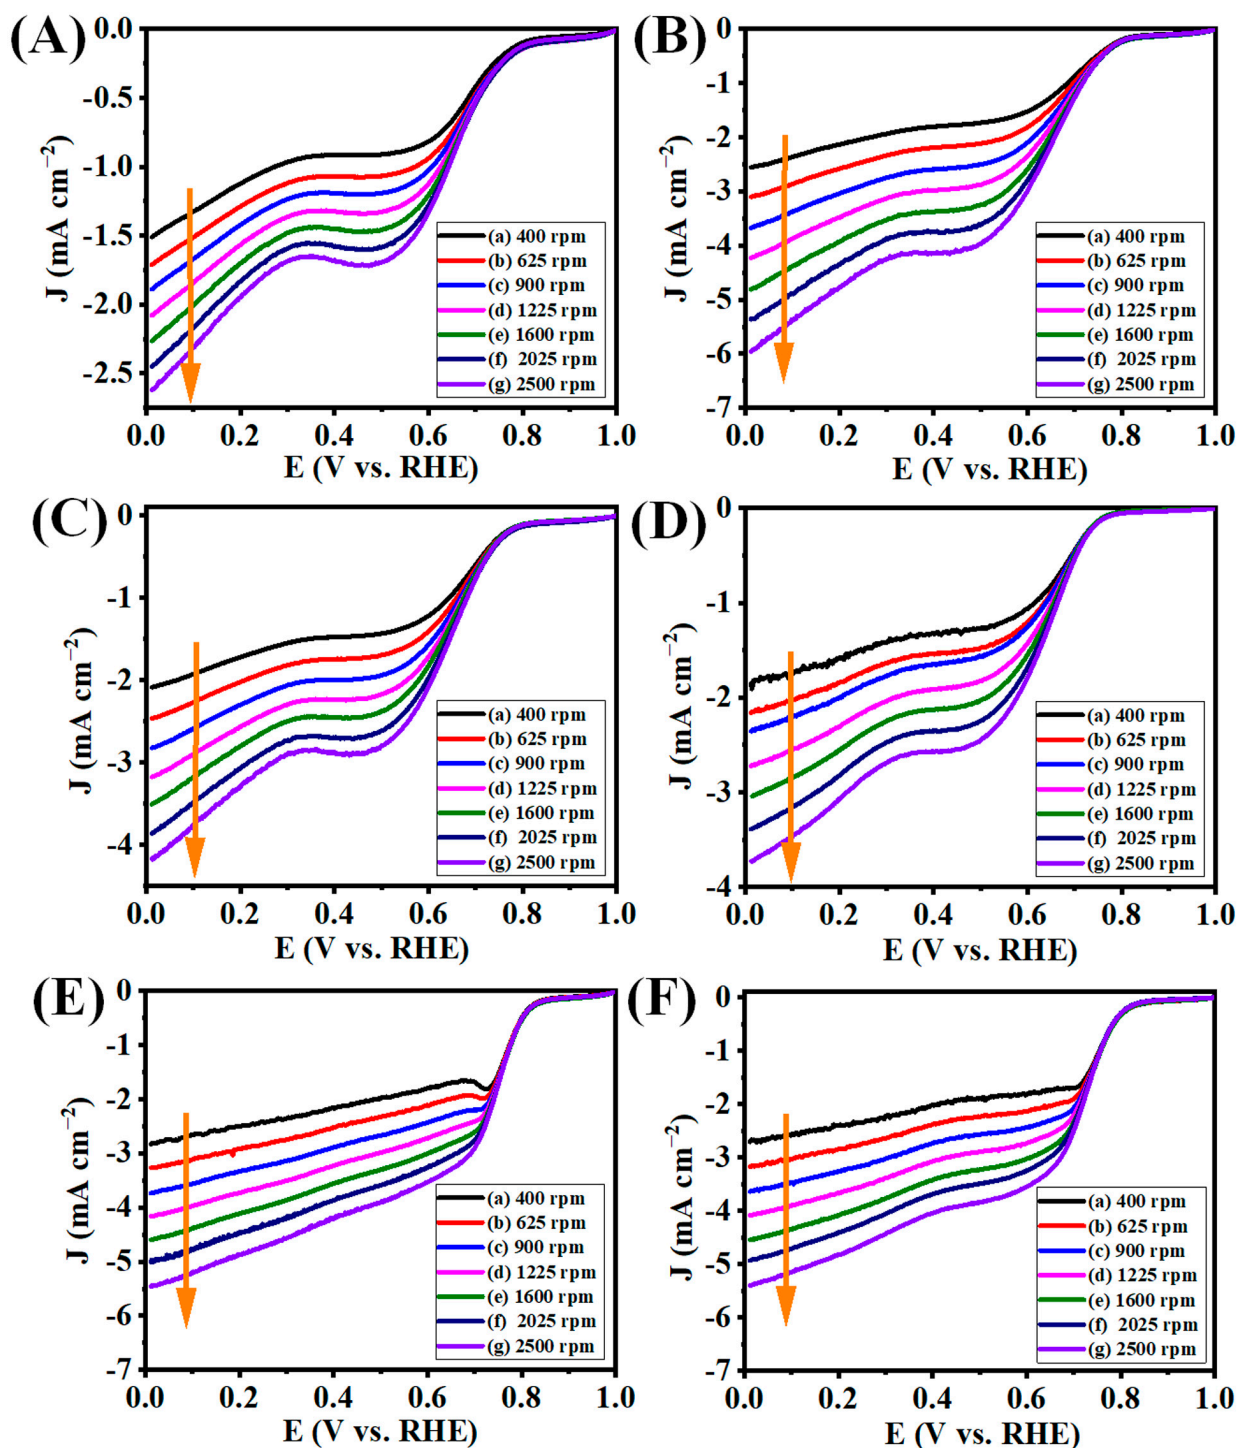 (A)
0.0
-0.5
-1.0
-1.5
-2.0
-2.5
J (mA cm−2)
(a) 400 rpm
(b) 625 rpm
(c) 900 rpm
(d) 1225 rpm
(e) 1600 rpm
(f) 2025 rpm
(g) 2500 rpm
0.0 0.2 0.4 0.6 0.8 1.0
E (V vs. RHE)
(B)
0
-1
-2
-3
-4
-5
-6
-7
J (mA cm−2)
(a) 400 rpm
(b) 625 rpm
(c) 900 rpm
(d) 1225 rpm
(e) 1600 rpm
(f) 2025 rpm
(g) 2500 rpm
0.0 0.2 0.4 0.6 0.8 1.0
E (V vs. RHE)
(C)
0
-1
-2
-3
-4
J (mA cm−2)
(a) 400 rpm
(b) 625 rpm
(c) 900 rpm
(d) 1225 rpm
(e) 1600 rpm
(f) 2025 rpm
(g) 2500 rpm
0.0 0.2 0.4 0.6 0.8 1.0
E (V vs. RHE)
(D)
0
-1
-2
-3
-4
J (mA cm−2)
(a) 400 rpm
(b) 625 rpm
(c) 900 rpm
(d) 1225 rpm
(e) 1600 rpm
(f) 2025 rpm
(g) 2500 rpm
0.0 0.2 0.4 0.6 0.8 1.0
E (V vs. RHE)
(E)
0
-1
-2
-3
-4
-5
-6
-7
J (mA cm−2)
(a) 400 rpm
(b) 625 rpm
(c) 900 rpm
(d) 1225 rpm
(e) 1600 rpm
(f) 2025 rpm
(g) 2500 rpm
0.0 0.2 0.4 0.6 0.8 1.0
E (V vs. RHE)
(F)
0
-1
-2
-3
-4
-5
-6
-7
J (mA cm−2)
(a) 400 rpm
(b) 625 rpm
(c) 900 rpm
(d) 1225 rpm
(e) 1600 rpm
(f) 2025 rpm
(g) 2500 rpm
0.0 0.2 0.4 0.6 0.8 1.0
E (V vs. RHE)